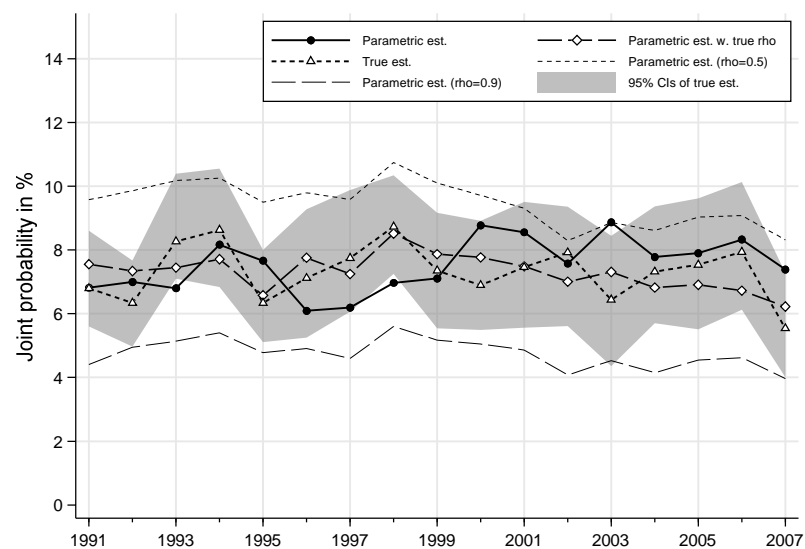 Parametric est.
Parametric est. w. true rho
True est.
Parametric est. (rho=0.5)
Parametric est. (rho=0.9)
95% CIs of true est.
Joint probability in %
14
12
10
8
6
4
2
0
1991 1993 1995 1997 1999 2001 2003 2005 2007